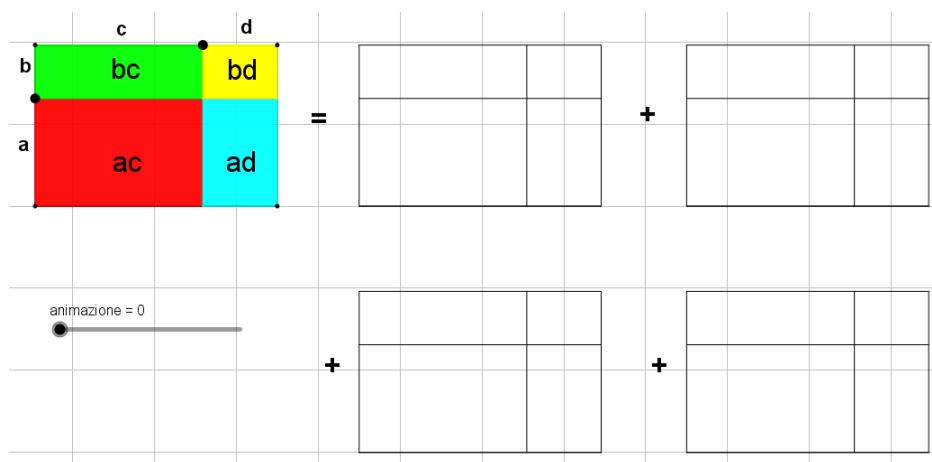 c d
b bc bd
a ac ad
= +
animazione = 0
+ +